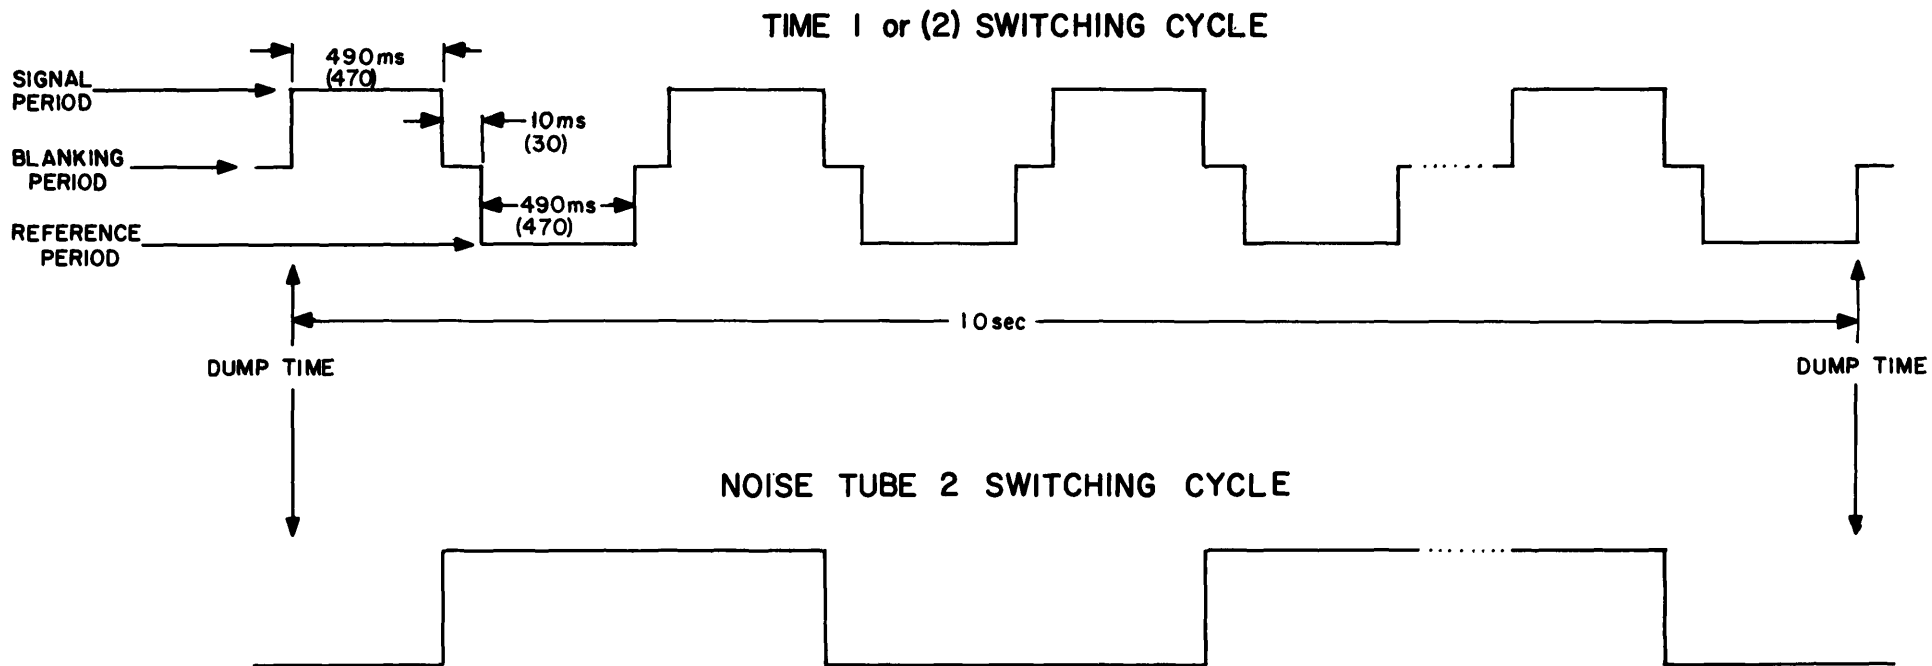 TIME 1 or (2) SWITCHING CYCLE
490ms
(470)
SIGNAL
PERIOD
10ms
(30)
BLANKING
PERIOD
490ms
(470)
REFERENCE
PERIOD
10sec
DUMP TIME
DUMP TIME
NOISE TUBE 2 SWITCHING CYCLE